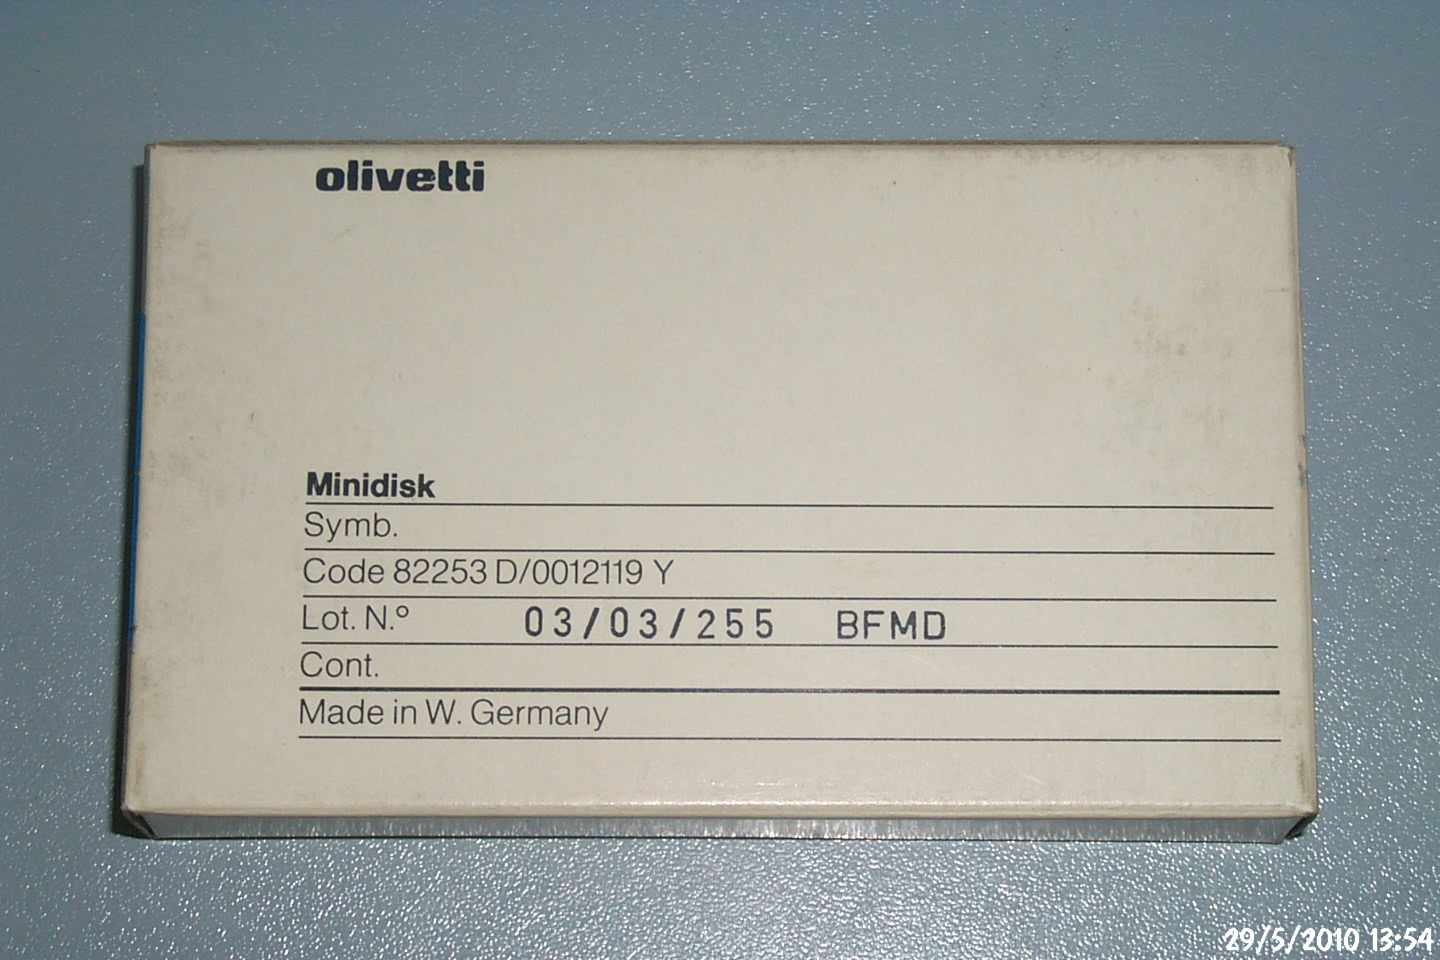 olivetti
Minidisk
Symb.
Code 82253 D/0012119 Y
Lot. N.º 03/03/255 BFMD
Cont.
Made in W. Germany
29/5/2010 13:54